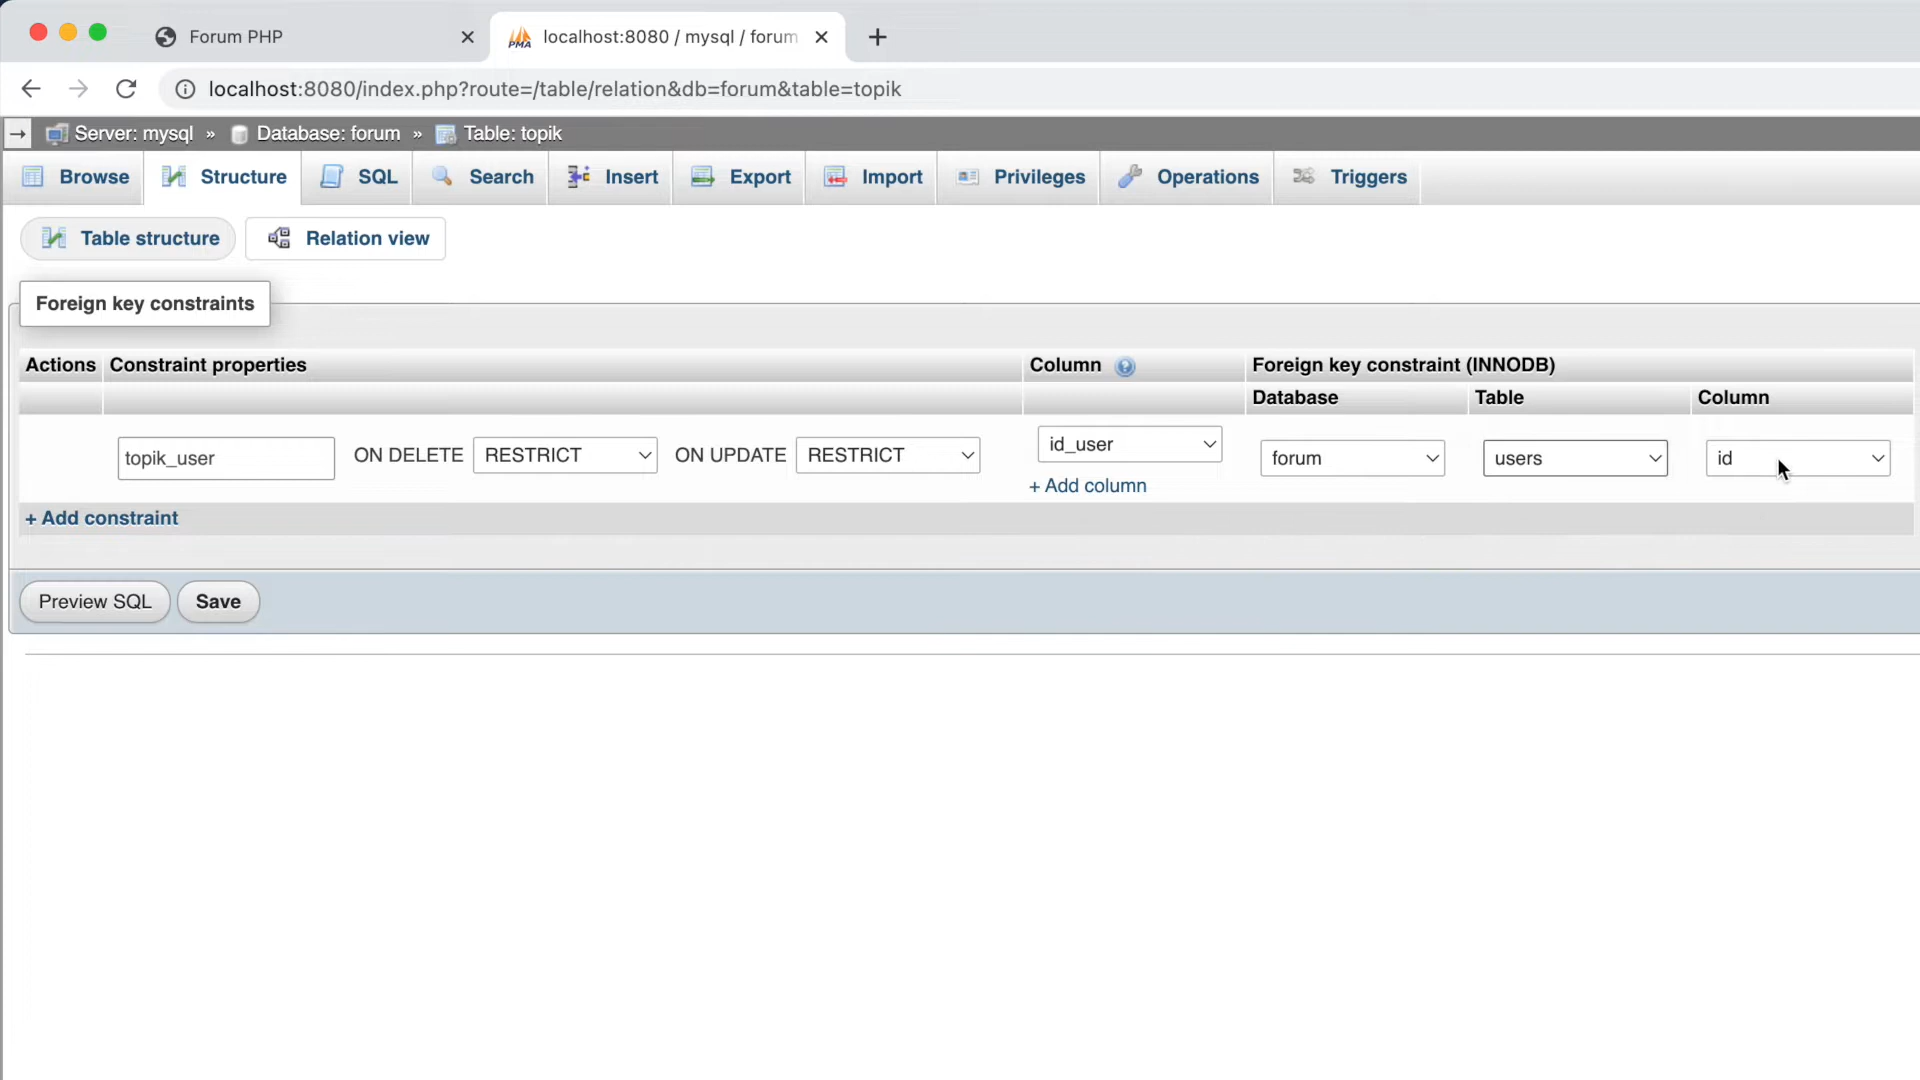 Forum PHP
localhost:8080 / mysql / forum
localhost:8080/index.php?route=/table/relation&db=forum&table=topik
Server: mysql » Database: forum » Table: topik
Browse Structure SQL Search Insert Export Import Privileges Operations Triggers
Table structure Relation view
Foreign key constraints
Actions Constraint properties Column Foreign key constraint (INNODB)
Database Table Column
topik_user ON DELETE RESTRICT ON UPDATE RESTRICT id_user forum users id
+ Add column
+ Add constraint
Preview SQL Save